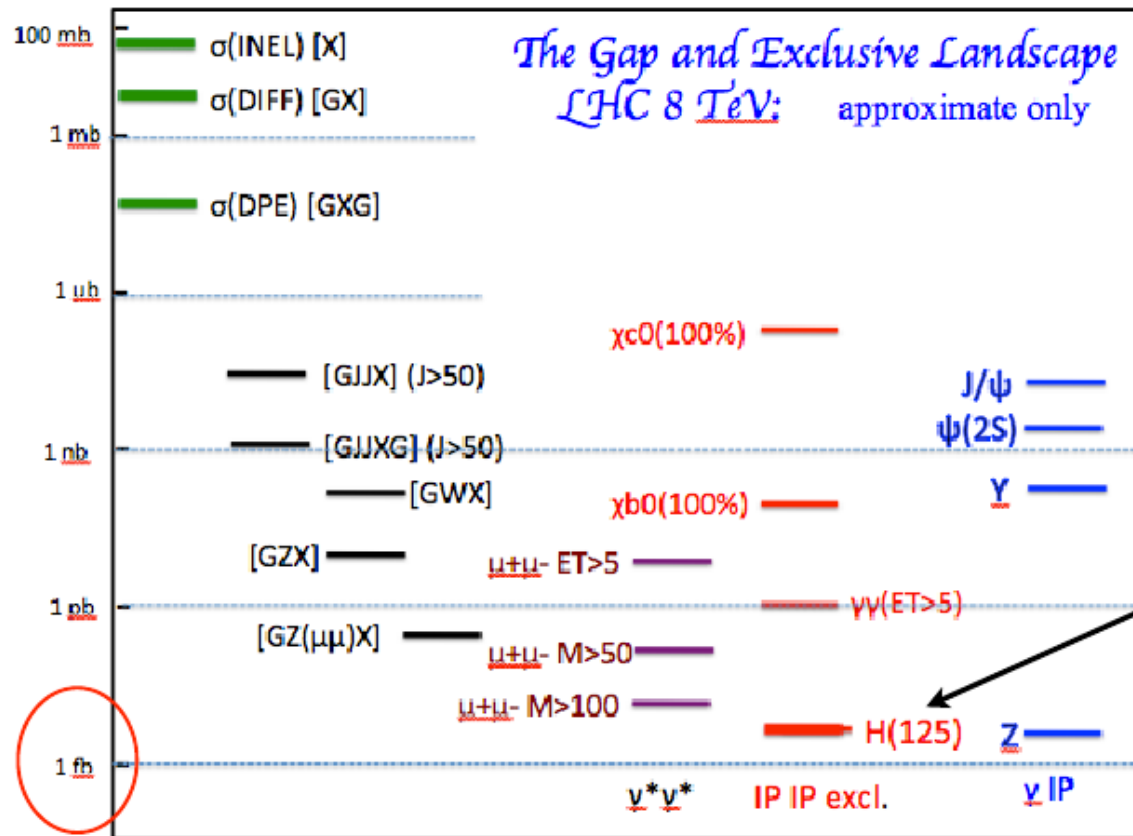 The Gap and Exclusive Landscape
LHC 8 TeV: approximate only
100 mb
σ(INEL) [X]
σ(DIFF) [GX]
1 mb
σ(DPE) [GXG]
1 ub
χc0(100%)
[GJJX] (J>50)
J/ψ
ψ(2S)
[GJJXG] (J>50)
1 nb
[GWX]
χb0(100%)
Υ
[GZX]
μ+μ- ET>5
1 pb
γγ(ET>5)
[GZ(μμ)X]
μ+μ- M>50
μ+μ- M>100
H(125)
Z
1 fb
γ*γ*
IP IP excl.
γ IP